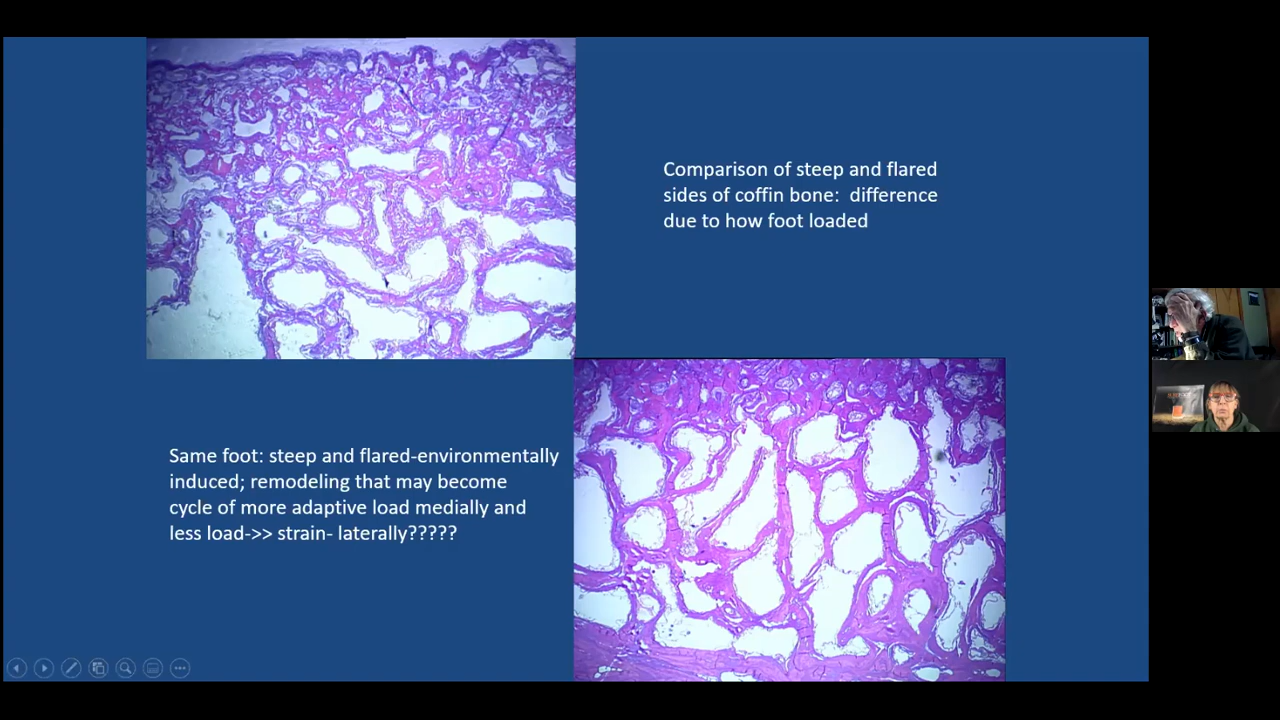 Comparison of steep and flared
sides of coffin bone:  difference
due to how foot loaded
Same foot: steep and flared-environmentally
induced; remodeling that may become
cycle of more adaptive load medially and
less load->> strain- laterally?????